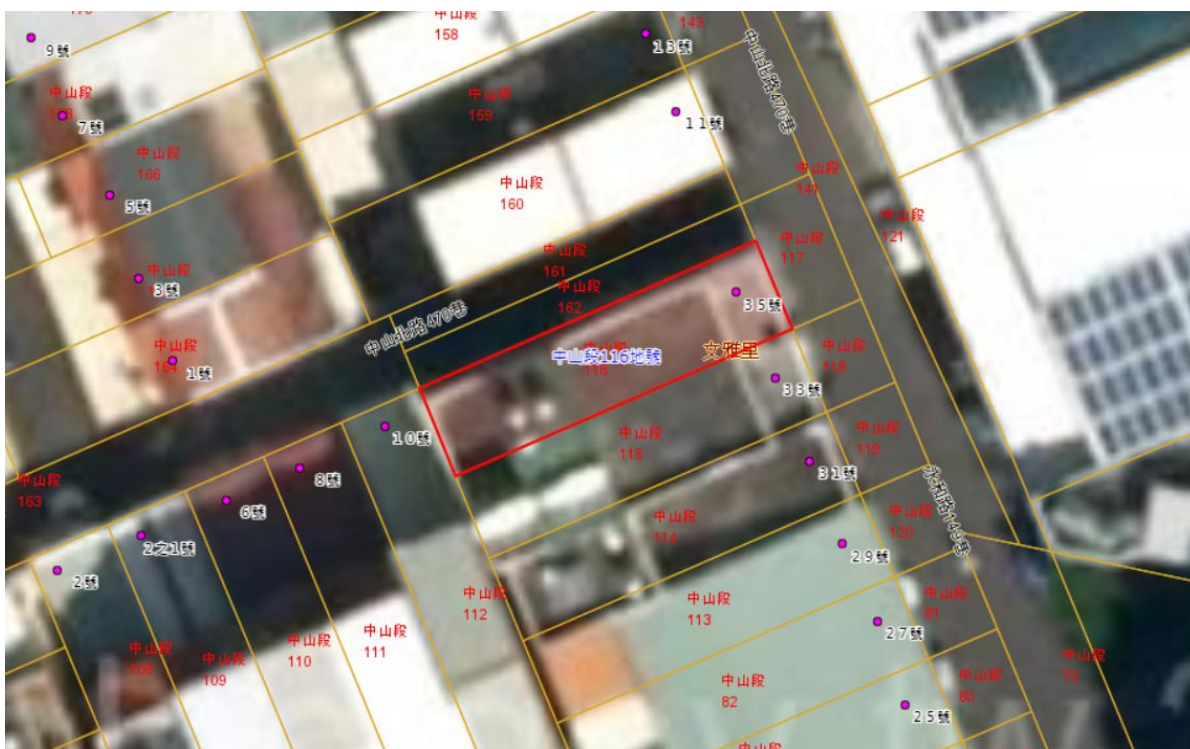 170
中山段
158
143
13號
9號
中山北路470巷
中山段
7號
中山段
159
11號
中山段
166
中山段
160
5號
中山段
中山段
121
中山段
117
中山段
161
3號
中山段
中山段
162
35號
中山北路470巷
中山段116地號
116
文雅里
中山段
164
1號
中山段
118
33號
10號
中山段
115
中山段
119
中山段
163
8號
31號
永和路149巷
6號
中山段
120
中山段
114
2之1號
29號
2號
中山段
112
中山段
113
中山段
81
27號
中山段
111
中山段
110
中山段
109
中山段
108
中山段
73
中山段
82
中山段
80
25號
中山段